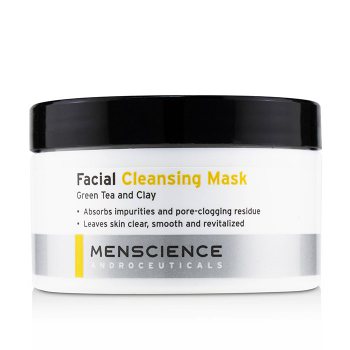 Facial Cleansing Mask
Green Tea and Clay
• Absorbs impurities and pore-clogging residue
• Leaves skin clear, smooth and revitalized
MENSCIENCE
ANDROCEUTICALS